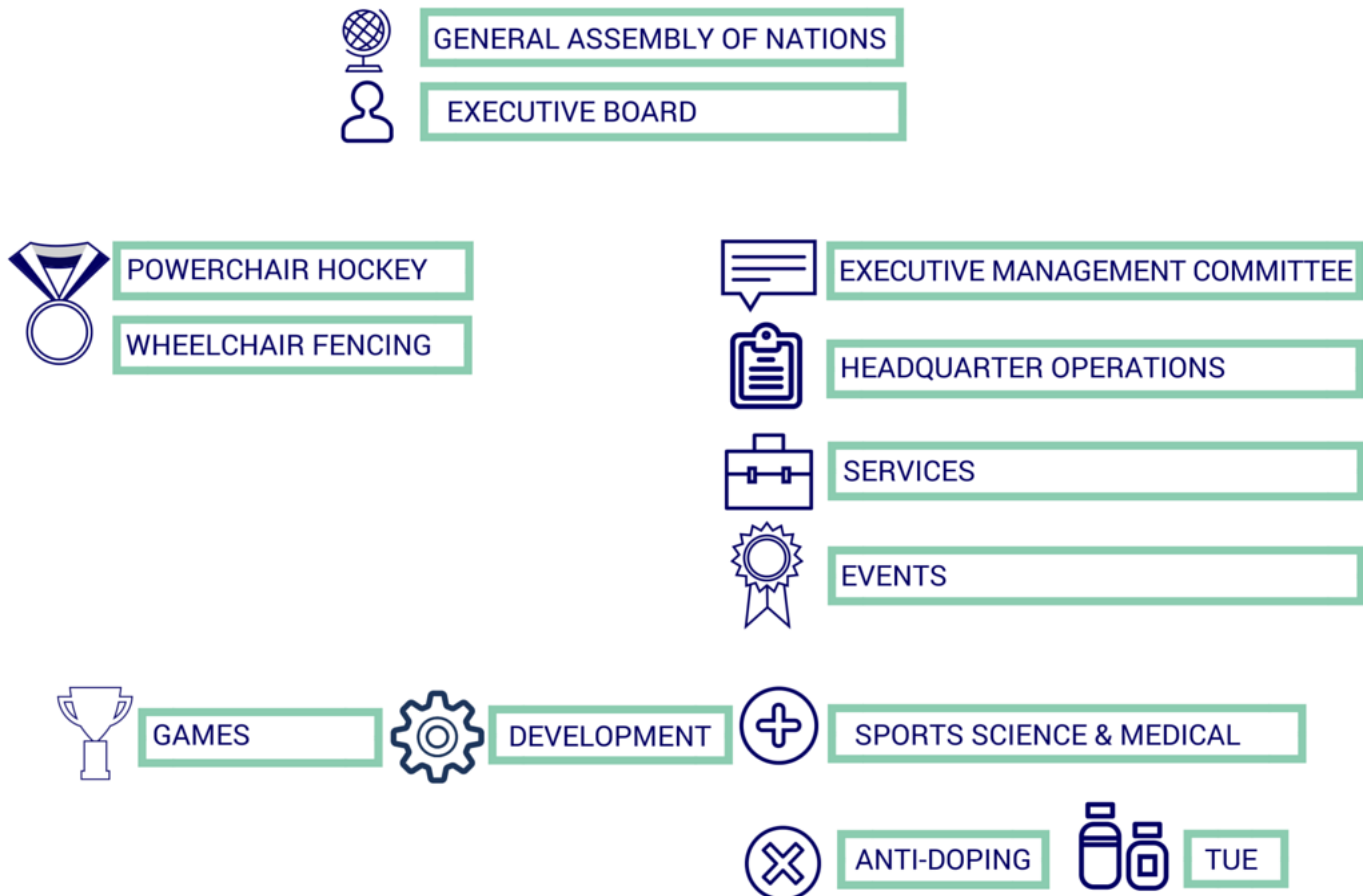 GENERAL ASSEMBLY OF NATIONS
EXECUTIVE BOARD
POWERCHAIR HOCKEY
WHEELCHAIR FENCING
EXECUTIVE MANAGEMENT COMMITTEE
HEADQUARTER OPERATIONS
SERVICES
EVENTS
GAMES
DEVELOPMENT
SPORTS SCIENCE & MEDICAL
ANTI-DOPING
TUE